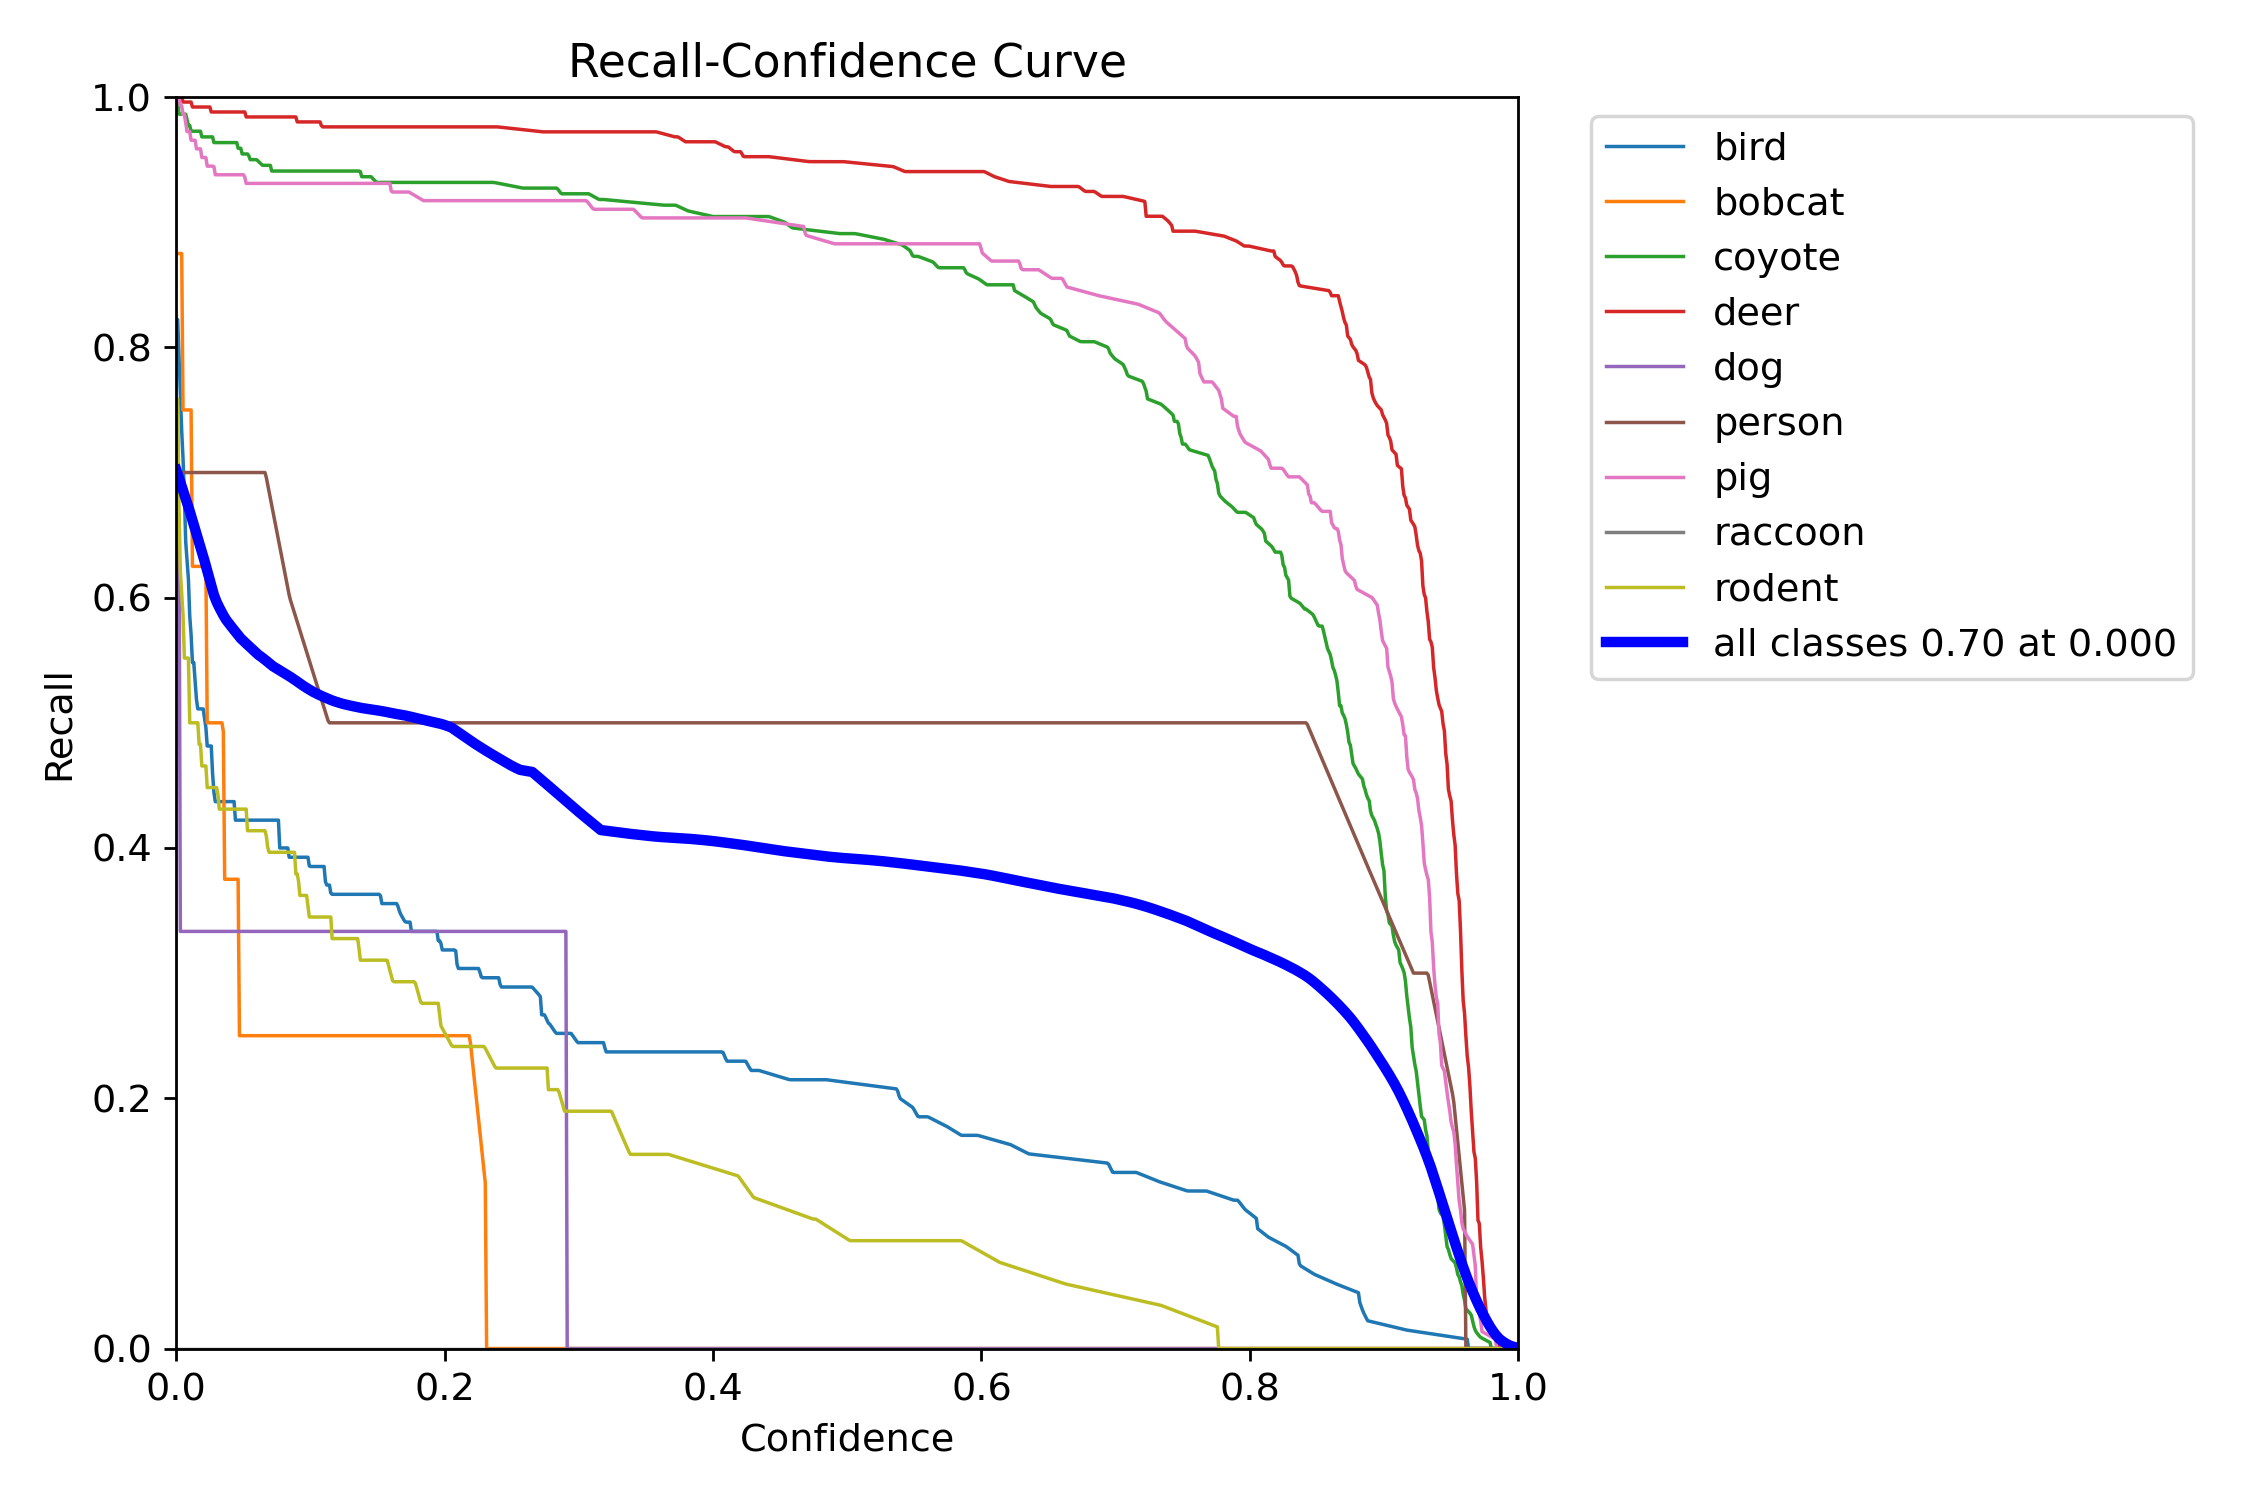 Recall-Confidence Curve
1.0
0.8
0.6
0.4
0.2
0.0
Recall
0.0 0.2 0.4 0.6 0.8 1.0
Confidence
bird
bobcat
coyote
deer
dog
person
pig
raccoon
rodent
all classes 0.70 at 0.000